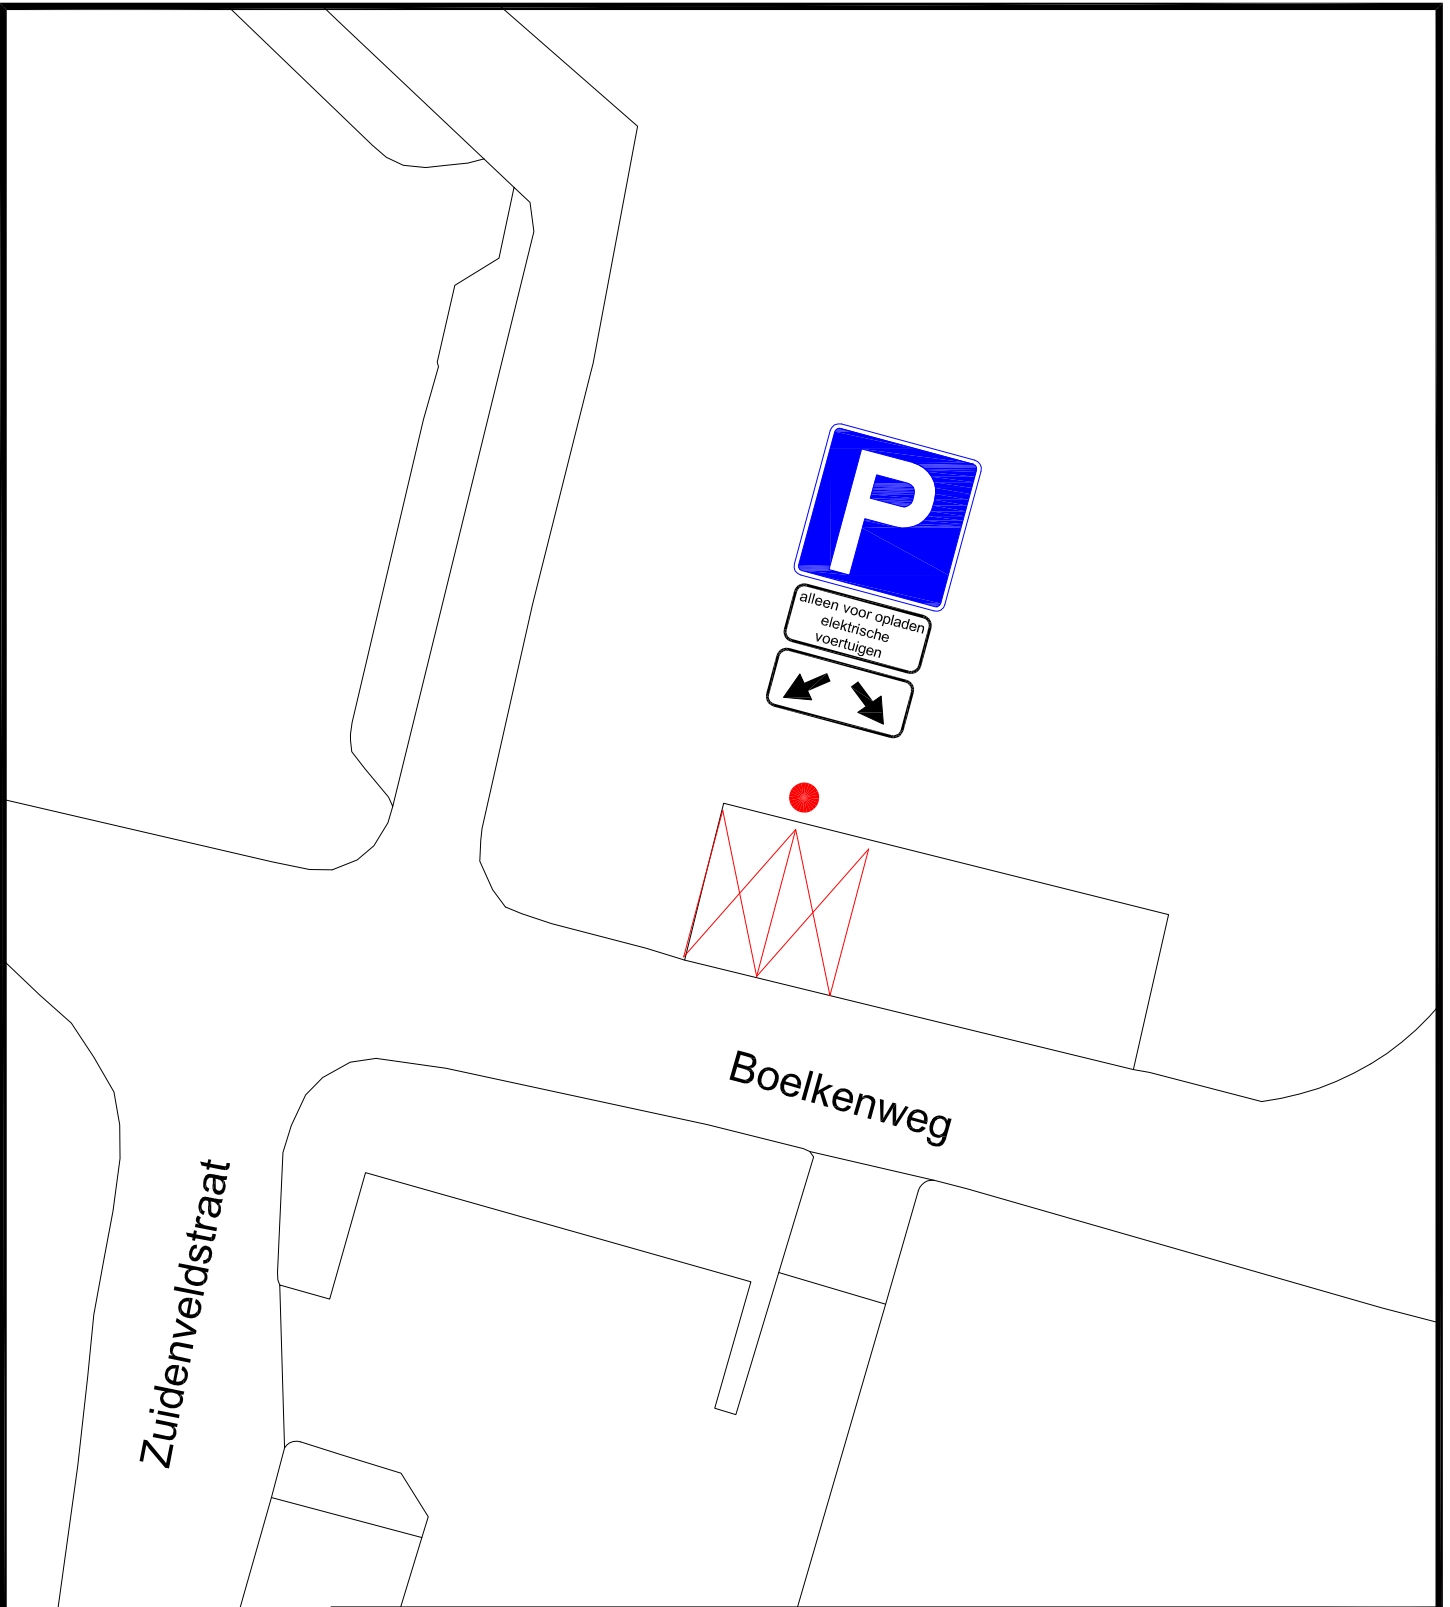 P
alleen voor opladen
elektrische
voertuigen
Boelkenweg
Zuidenveldstraat